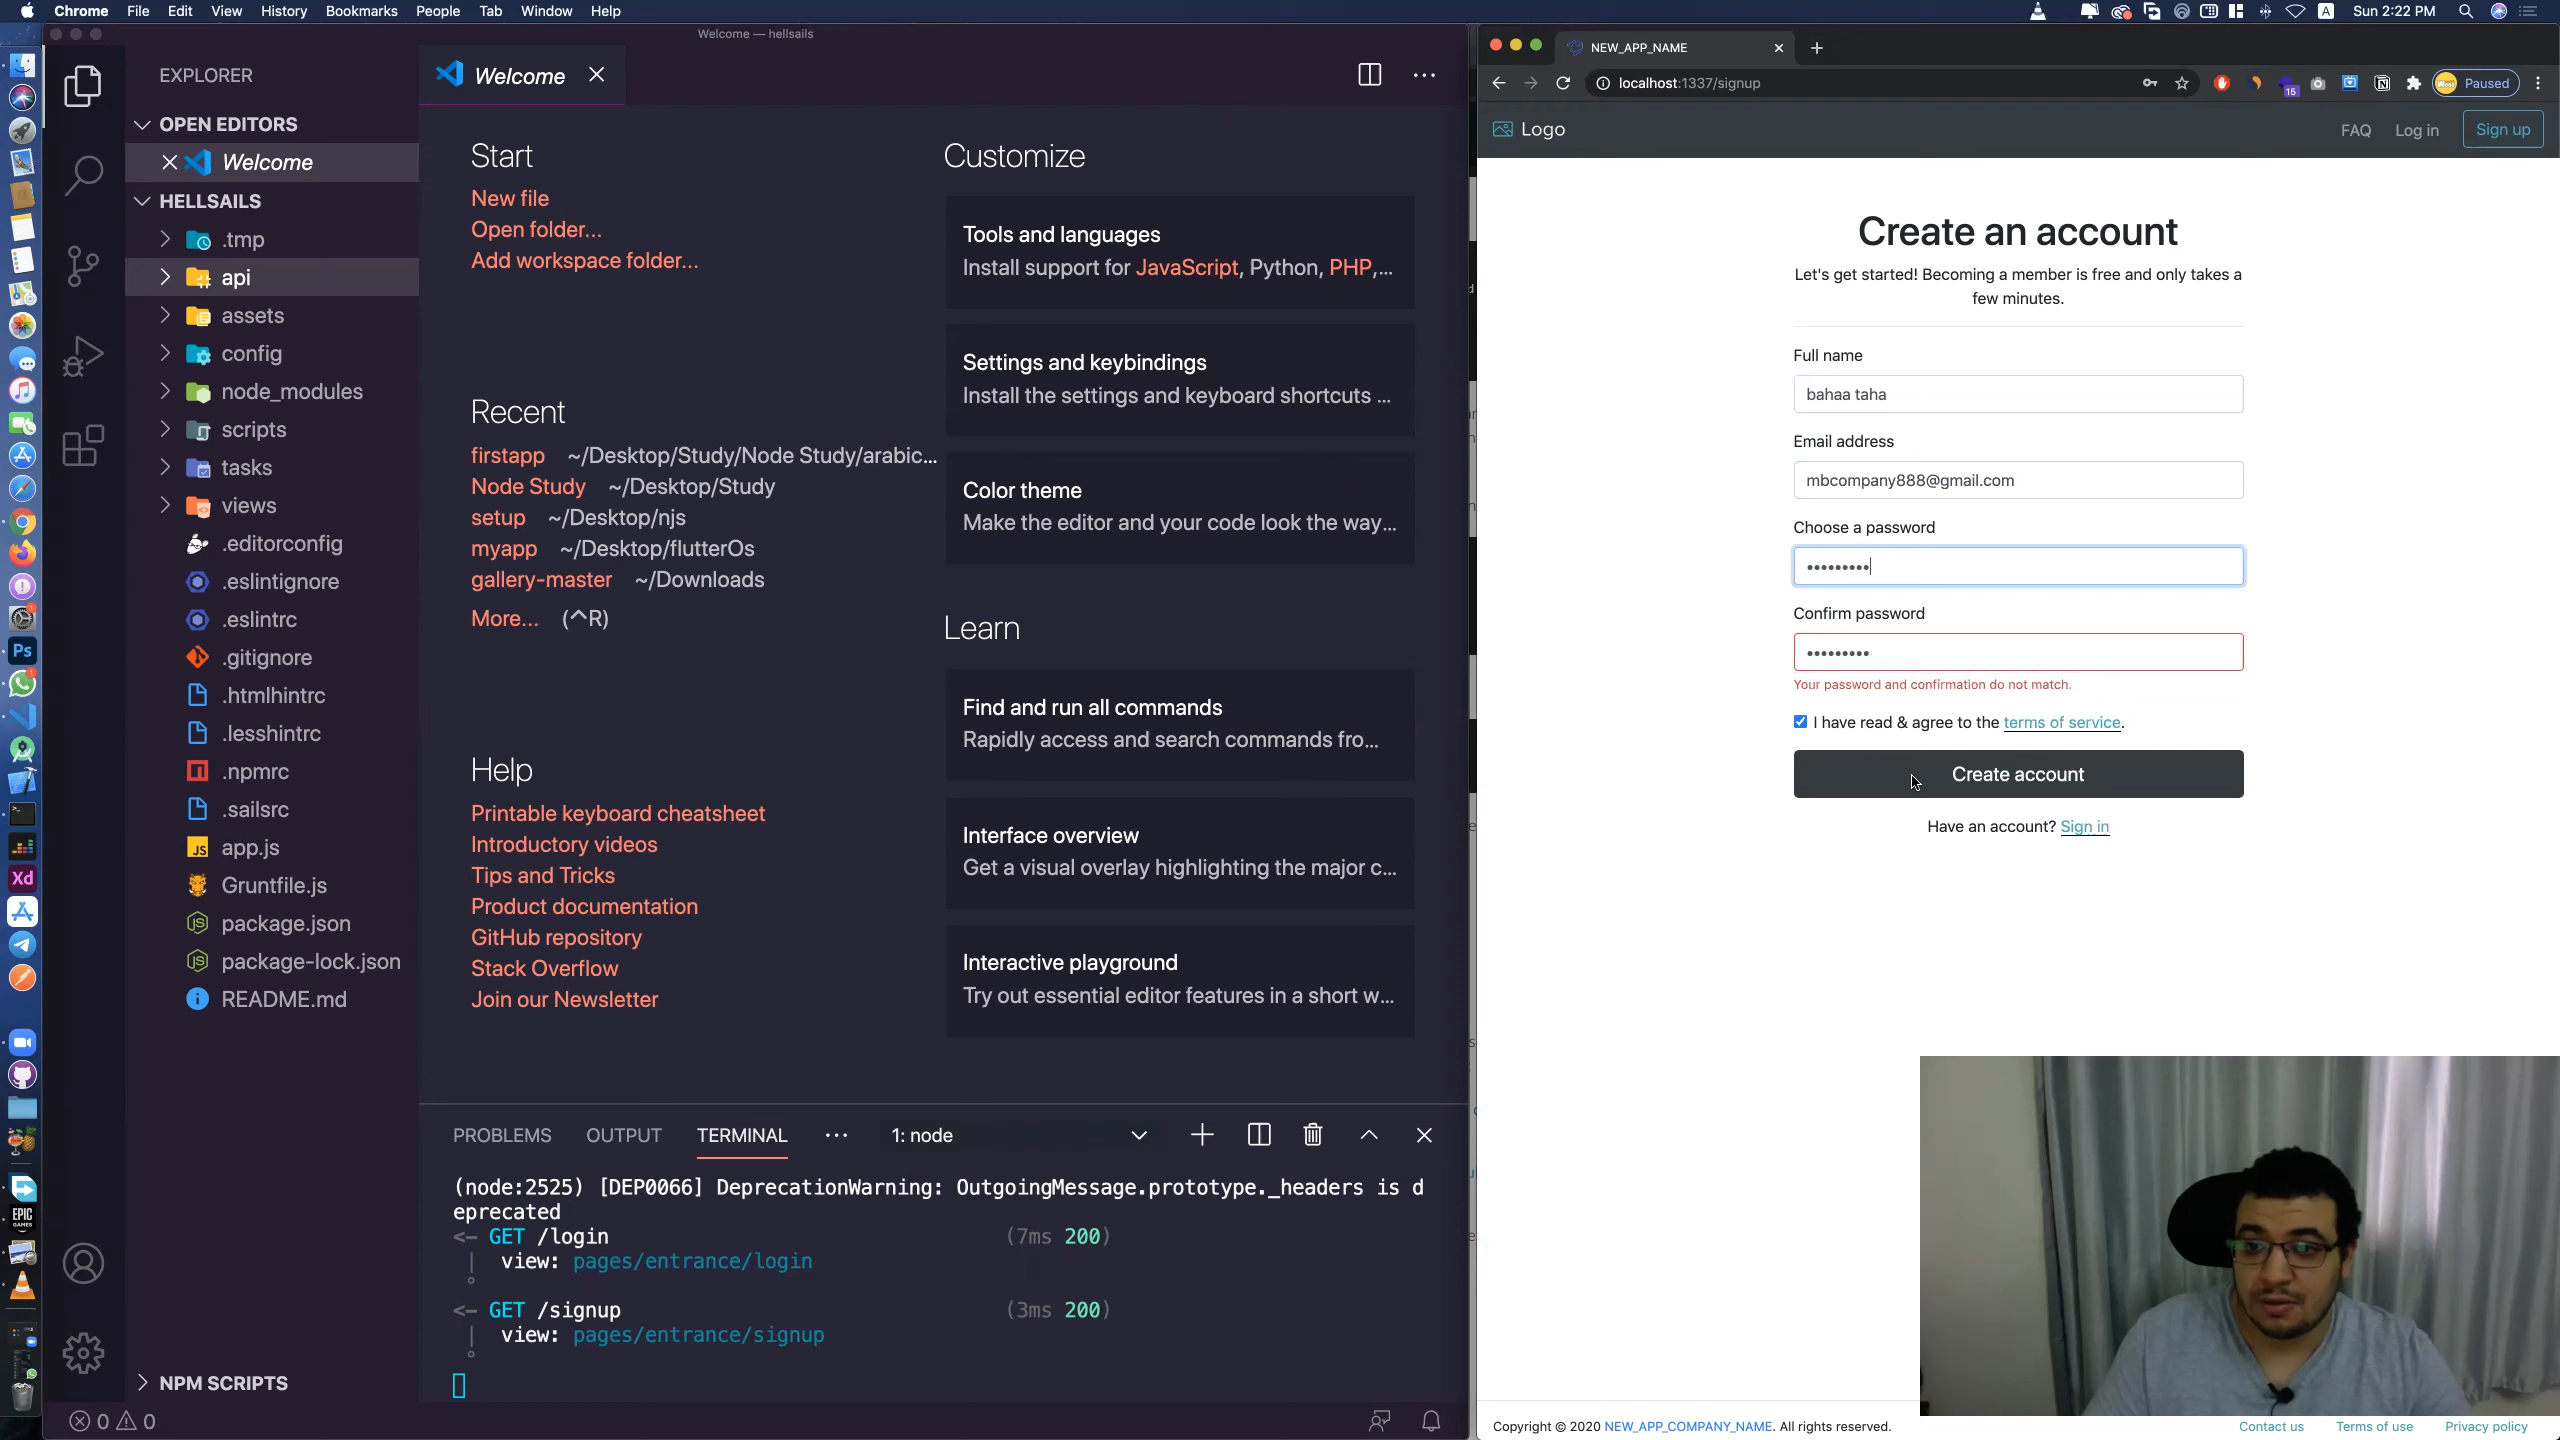 Chrome File Edit View History Bookmarks People Tab Window Help
A Sun 2:22 PM
Welcome — hellsails
EXPLORER
OPEN EDITORS
Welcome
HELLSAILS
.tmp
api
assets
config
node_modules
scripts
tasks
views
.editorconfig
.eslintignore
.eslintrc
.gitignore
.htmlhintrc
.lesshintrc
.npmrc
.sailsrc
app.js
Gruntfile.js
package.json
package-lock.json
README.md
NPM SCRIPTS
0 0
Ps
Xd
EPIC
GAMES
JS
Welcome
Start
New file
Open folder...
Add workspace folder...
Recent
firstapp ~/Desktop/Study/Node Study/arabic...
Node Study ~/Desktop/Study
setup ~/Desktop/njs
myapp ~/Desktop/flutterOs
gallery-master ~/Downloads
More... (^R)
Help
Printable keyboard cheatsheet
Introductory videos
Tips and Tricks
Product documentation
GitHub repository
Stack Overflow
Join our Newsletter
Customize
Tools and languages
Install support for JavaScript, Python, PHP,...
Settings and keybindings
Install the settings and keyboard shortcuts ...
Color theme
Make the editor and your code look the way...
Learn
Find and run all commands
Rapidly access and search commands fro...
Interface overview
Get a visual overlay highlighting the major c...
Interactive playground
Try out essential editor features in a short w...
PROBLEMS OUTPUT TERMINAL ... 1: node
(node:2525) [DEP0066] DeprecationWarning: OutgoingMessage.prototype._headers is d
eprecated
<- GET /login (7ms 200)
| view: pages/entrance/login
<- GET /signup (3ms 200)
| view: pages/entrance/signup
NEW_APP_NAME
localhost:1337/signup
15
Paused
Logo
FAQ Log in Sign up
Create an account
Let's get started! Becoming a member is free and only takes a
few minutes.
Full name
bahaa taha
Email address
mbcompany888@gmail.com
Choose a password
•••••••••
Confirm password
•••••••••
Your password and confirmation do not match.
I have read & agree to the terms of service.
Create account
Have an account? Sign in
Copyright © 2020 NEW_APP_COMPANY_NAME. All rights reserved.
Contact us Terms of use Privacy policy